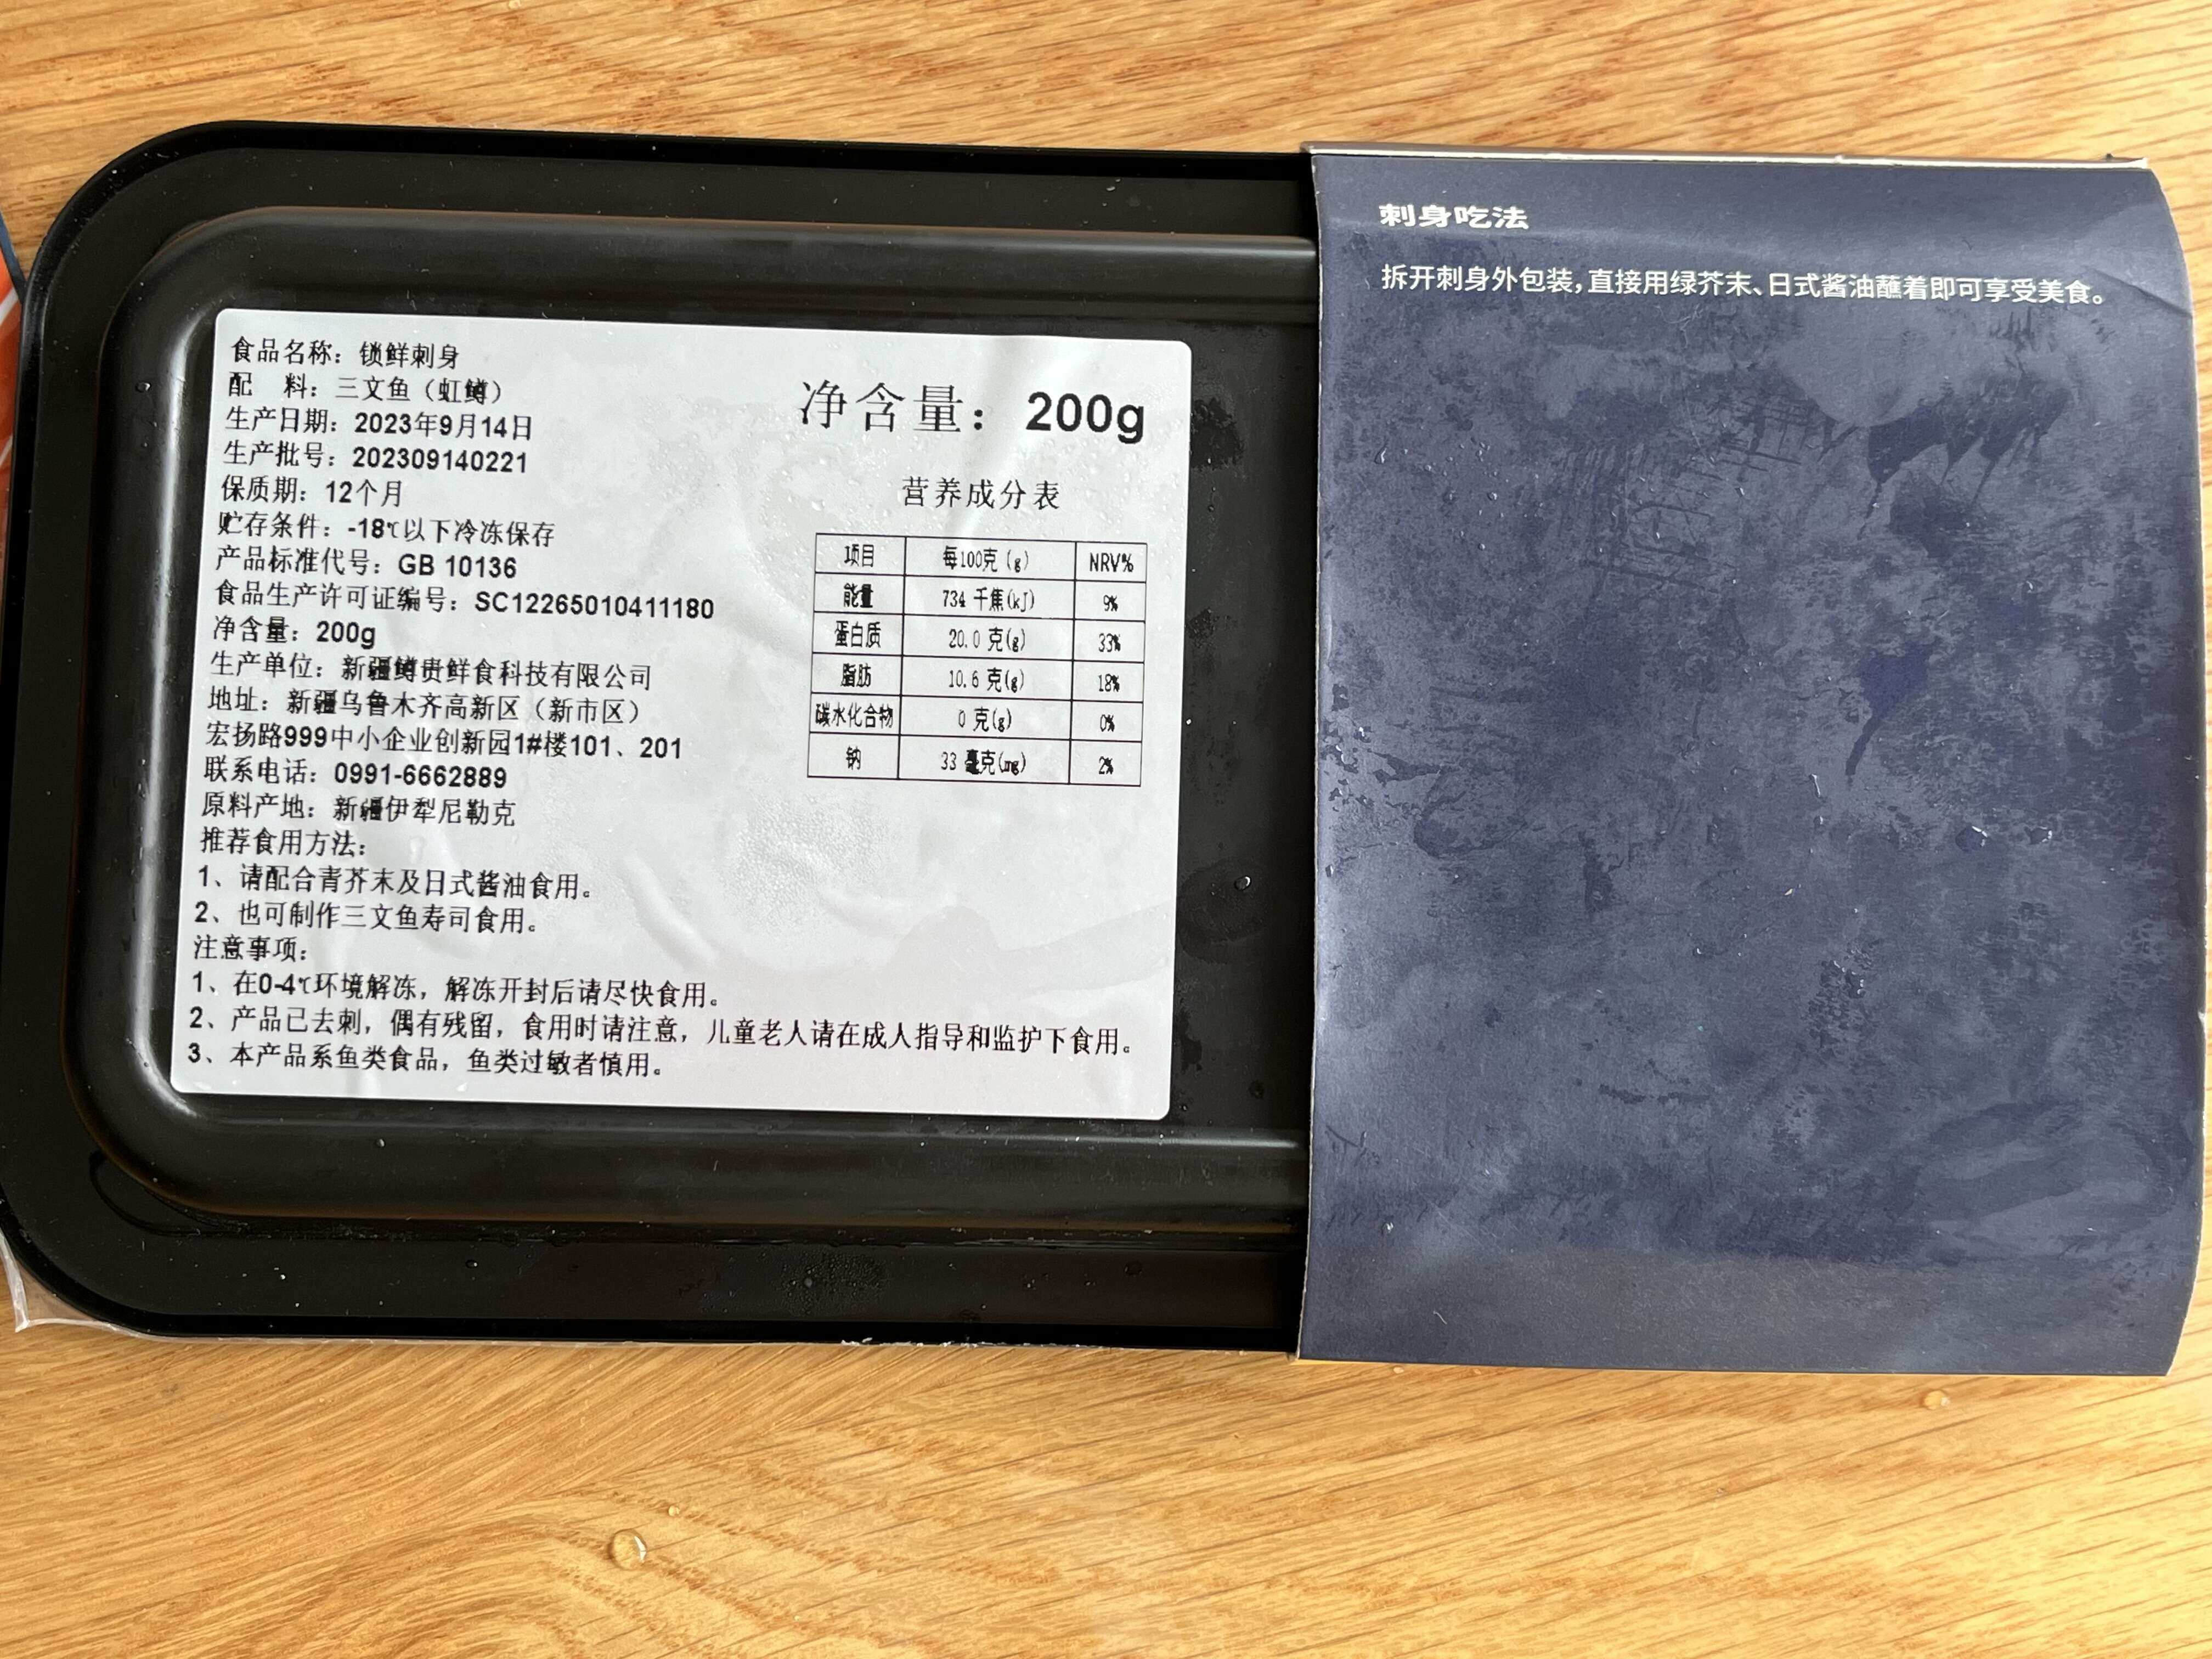 食品名称：锁鲜刺身
配 料：三文鱼（虹鳟）
生产日期：2023年9月14日
生产批号：202309140221
保质期：12个月
贮存条件：-18℃以下冷冻保存
产品标准代号：GB 10136
食品生产许可证编号：SC12265010411180
净含量：200g
生产单位：新疆鳟贵鲜食科技有限公司
地址：新疆乌鲁木齐高新区（新市区）
宏扬路999中小企业创新园1#楼101、201
联系电话：0991-6662889
原料产地：新疆伊犁尼勒克
推荐食用方法：
1、请配合青芥末及日式酱油食用。
2、也可制作三文鱼寿司食用。
注意事项：
1、在0-4℃环境解冻，解冻开封后请尽快食用。
2、产品已去刺，偶有残留，食用时请注意，儿童老人请在成人指导和监护下食用。
3、本产品系鱼类食品，鱼类过敏者慎用。
净含量：200g
营养成分表
项目 每100克(g) NRV%
能量 734 千焦(kJ) 9%
蛋白质 20.0 克(g) 33%
脂肪 10.6 克(g) 18%
碳水化合物 0 克(g) 0%
钠 33 毫克(mg) 2%
刺身吃法
拆开刺身外包装，直接用绿芥末、日式酱油蘸着即可享受美食。